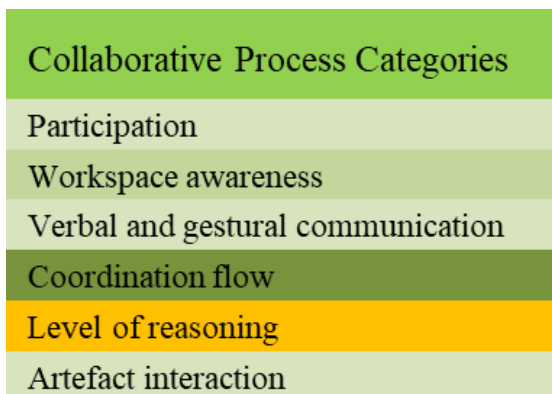 Collaborative Process Categories
Participation
Workspace awareness
Verbal and gestural communication
Coordination flow
Level of reasoning
Artefact interaction